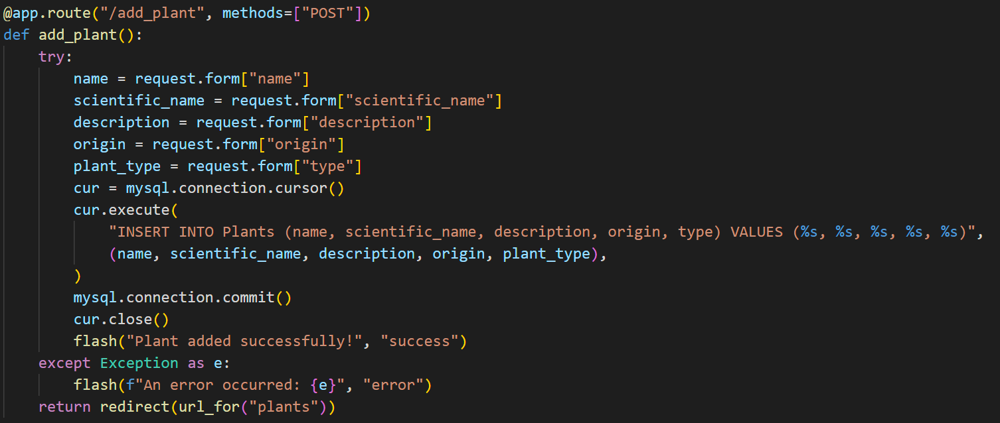 @app.route("/add_plant", methods=["POST"])
def add_plant():
    try:
        name = request.form["name"]
        scientific_name = request.form["scientific_name"]
        description = request.form["description"]
        origin = request.form["origin"]
        plant_type = request.form["type"]
        cur = mysql.connection.cursor()
        cur.execute(
            "INSERT INTO Plants (name, scientific_name, description, origin, type) VALUES (%s, %s, %s, %s, %s)",
            (name, scientific_name, description, origin, plant_type),
        )
        mysql.connection.commit()
        cur.close()
        flash("Plant added successfully!", "success")
    except Exception as e:
        flash(f"An error occurred: {e}", "error")
    return redirect(url_for("plants"))